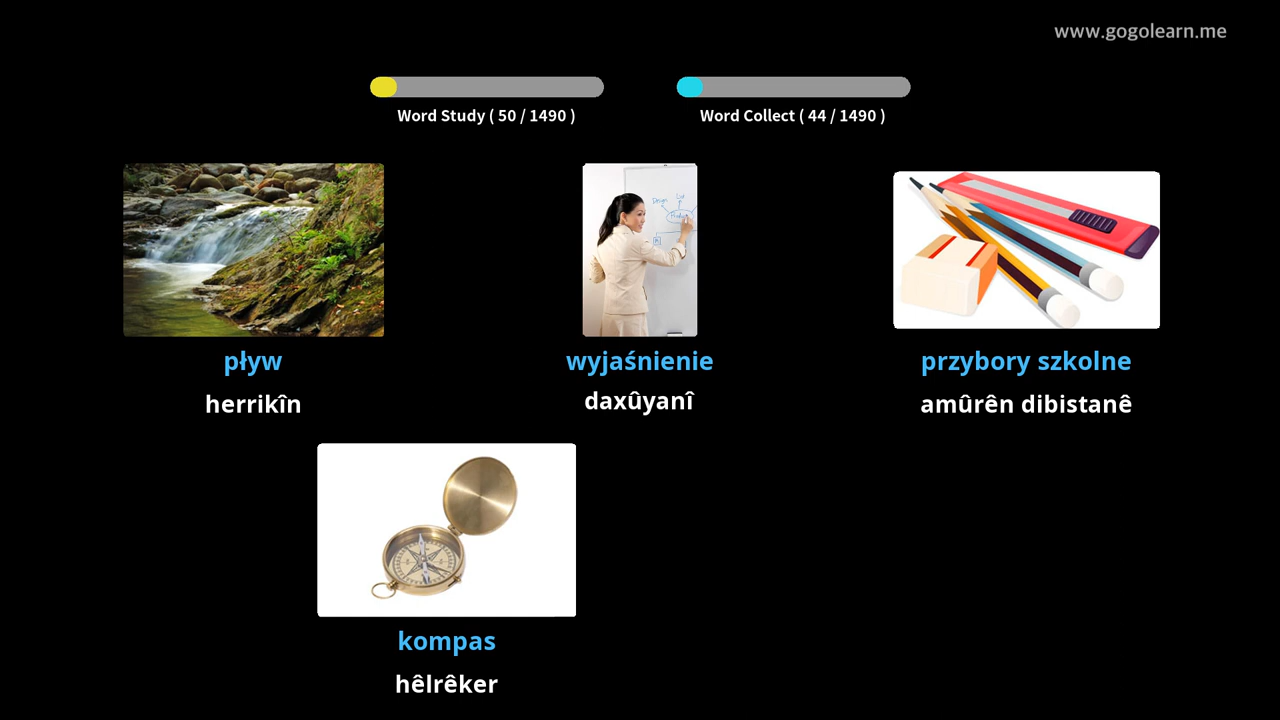 www.gogolearn.me
Word Study ( 50 / 1490 )
Word Collect ( 44 / 1490 )
pływ
wyjaśnienie
przybory szkolne
herrikîn
daxûyanî
amûrên dibistanê
kompas
hêlrêker